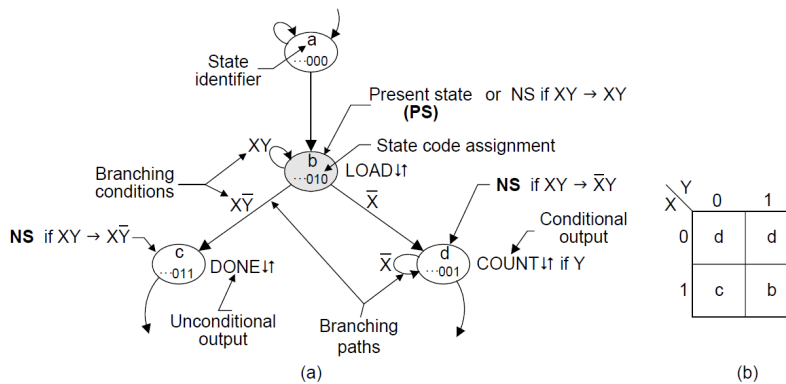 a
···000
State
identifier
Present state or NS if XY → XY
(PS)
State code assignment
XY
b
···010
LOAD↓↑
Branching
conditions
XY̅
X̅
NS if XY → X̅Y
NS if XY → XY̅
Conditional
output
c
···011
DONE↓↑
X̅
d
···001
COUNT↓↑ if Y
Unconditional
output
Branching
paths
(a)
Y
X
0 1
0 d d
1 c b
(b)